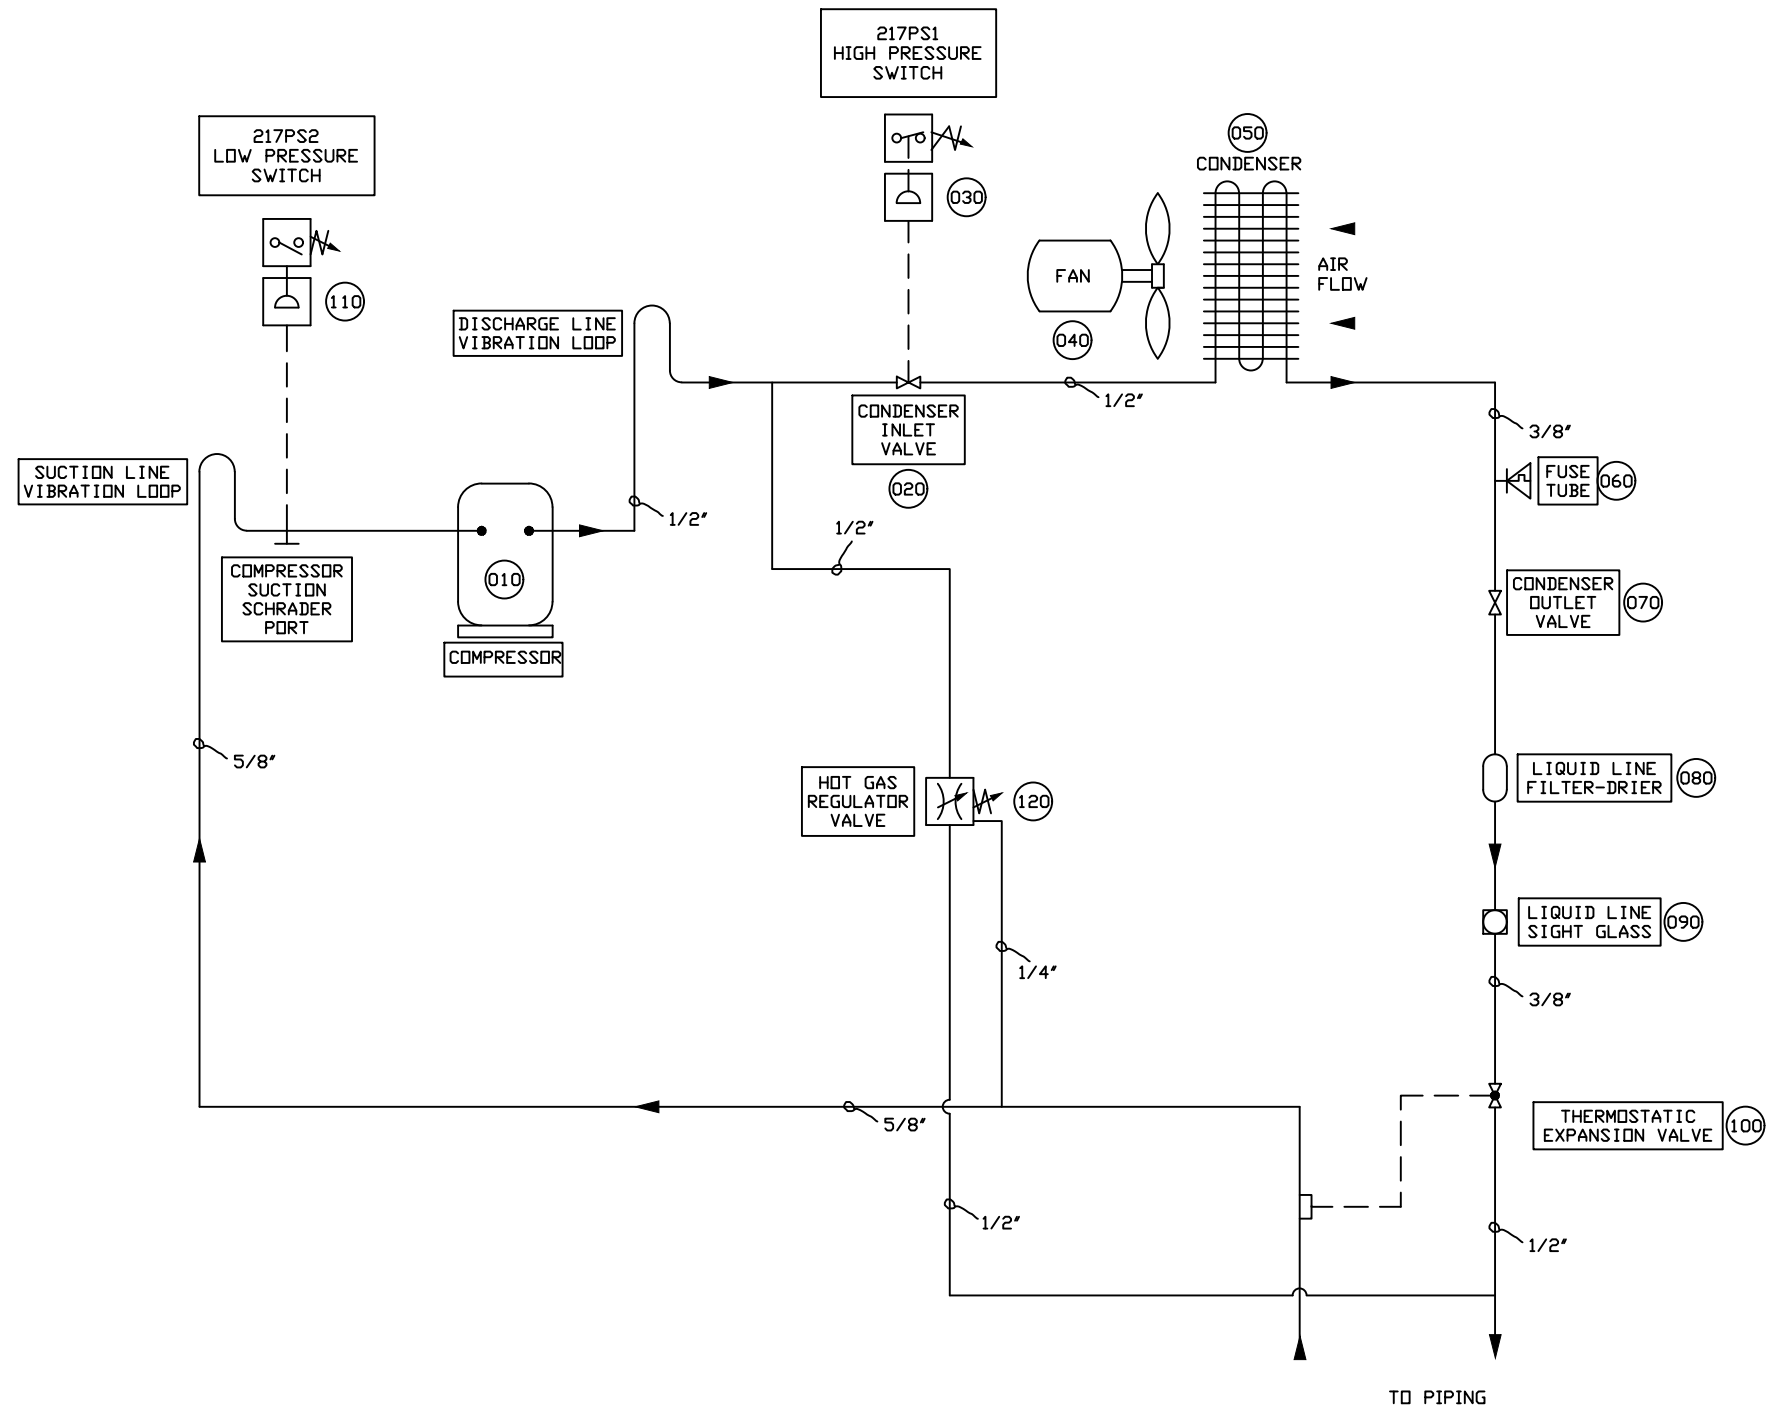 217PS1
HIGH PRESSURE
SWITCH
217PS2
LOW PRESSURE
SWITCH
050
CONDENSER
030
AIR
FLOW
FAN
110
040
DISCHARGE LINE
VIBRATION LOOP
1/2"
CONDENSER
INLET
VALVE
020
3/8"
SUCTION LINE
VIBRATION LOOP
FUSE
TUBE
060
1/2"
1/2"
COMPRESSOR
SUCTION
SCHRADER
PORT
010
COMPRESSOR
CONDENSER
OUTLET
VALVE
070
5/8"
HOT GAS
REGULATOR
VALVE
120
LIQUID LINE
FILTER-DRIER
080
LIQUID LINE
SIGHT GLASS
090
1/4"
3/8"
5/8"
THERMOSTATIC
EXPANSION VALVE
100
1/2"
1/2"
TO PIPING